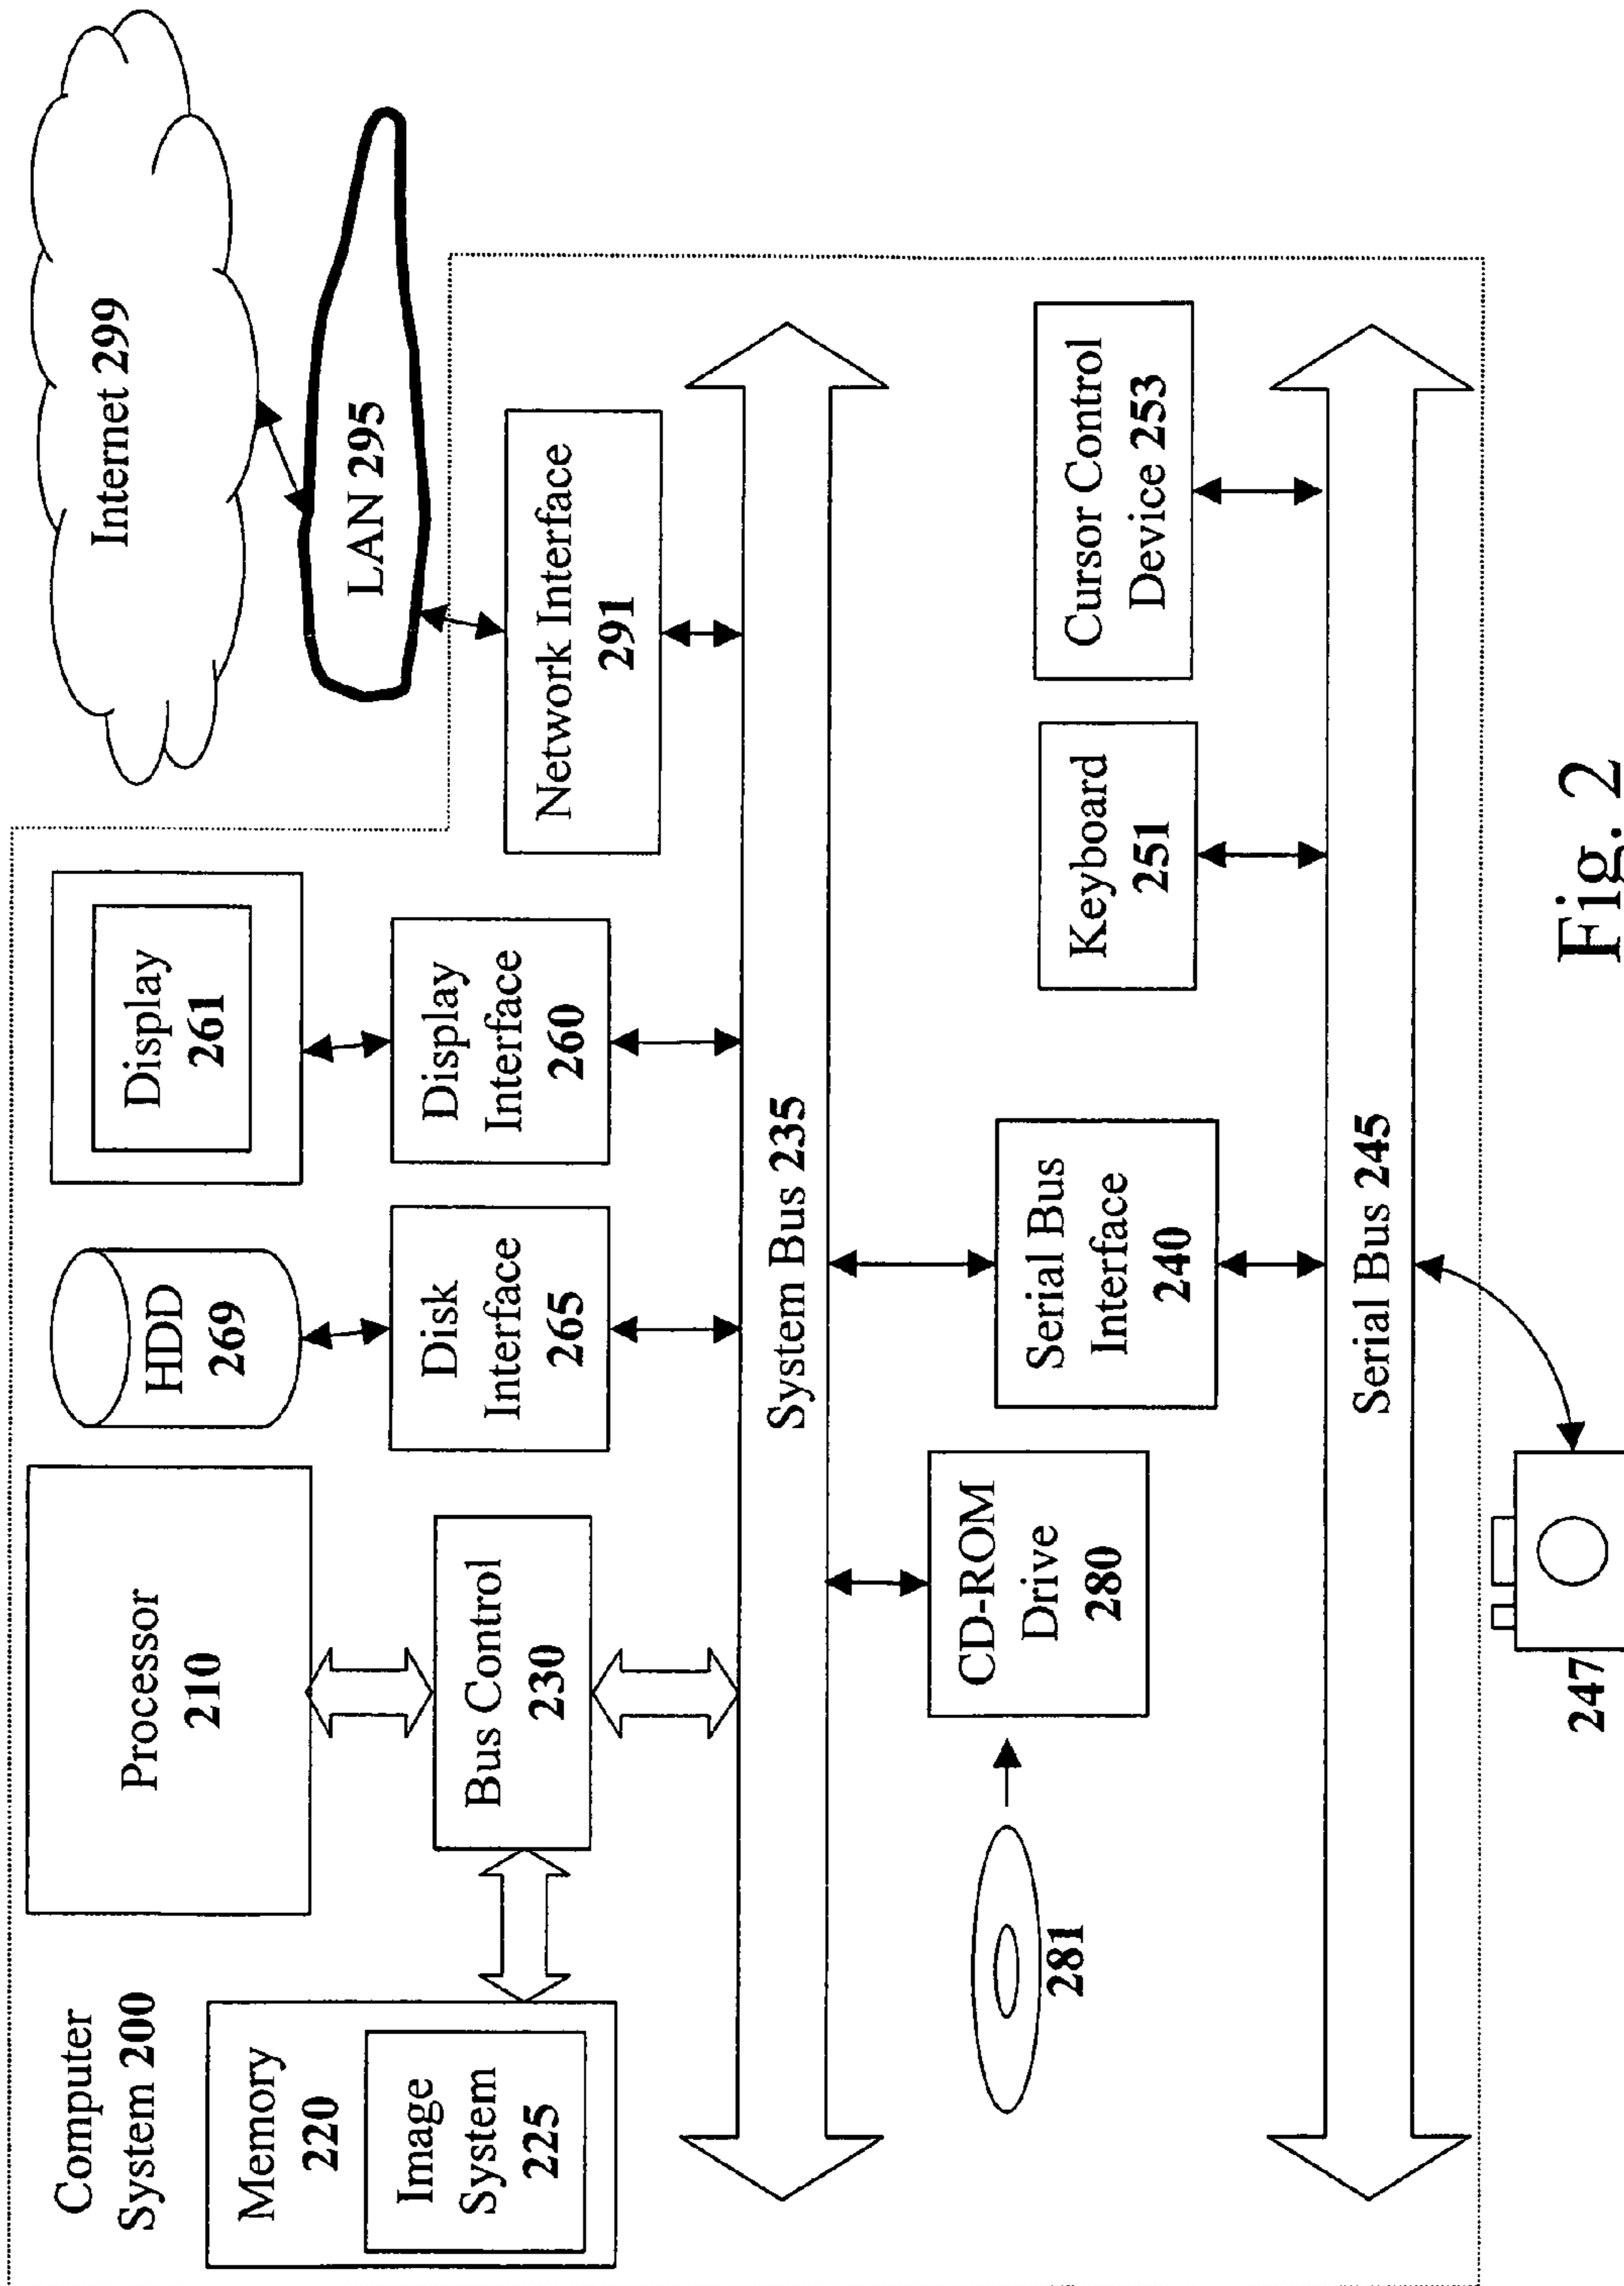 Computer
System 200
Processor
210
Memory
220
Image
System
225
Bus Control
230
HDD
269
Disk
Interface
265
Display
261
Display
Interface
260
Internet 299
LAN 295
Network Interface
291
System Bus 235
281
CD-ROM
Drive
280
Serial Bus
Interface
240
Keyboard
251
Cursor Control
Device 253
Serial Bus 245
247
Fig. 2